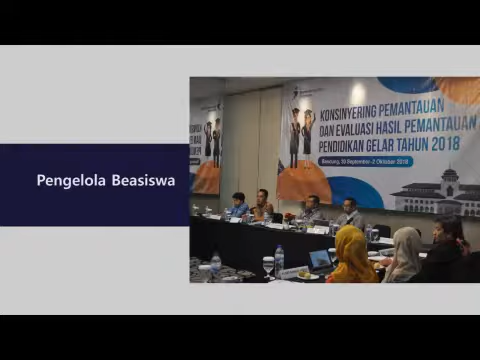 Pengelola Beasiswa
KONSINYERING PEMANTAUAN
DAN EVALUASI HASIL PEMANTAUAN
PENDIDIKAN GELAR TAHUN 2018
Bandung, 30 September-2 Oktober 2018